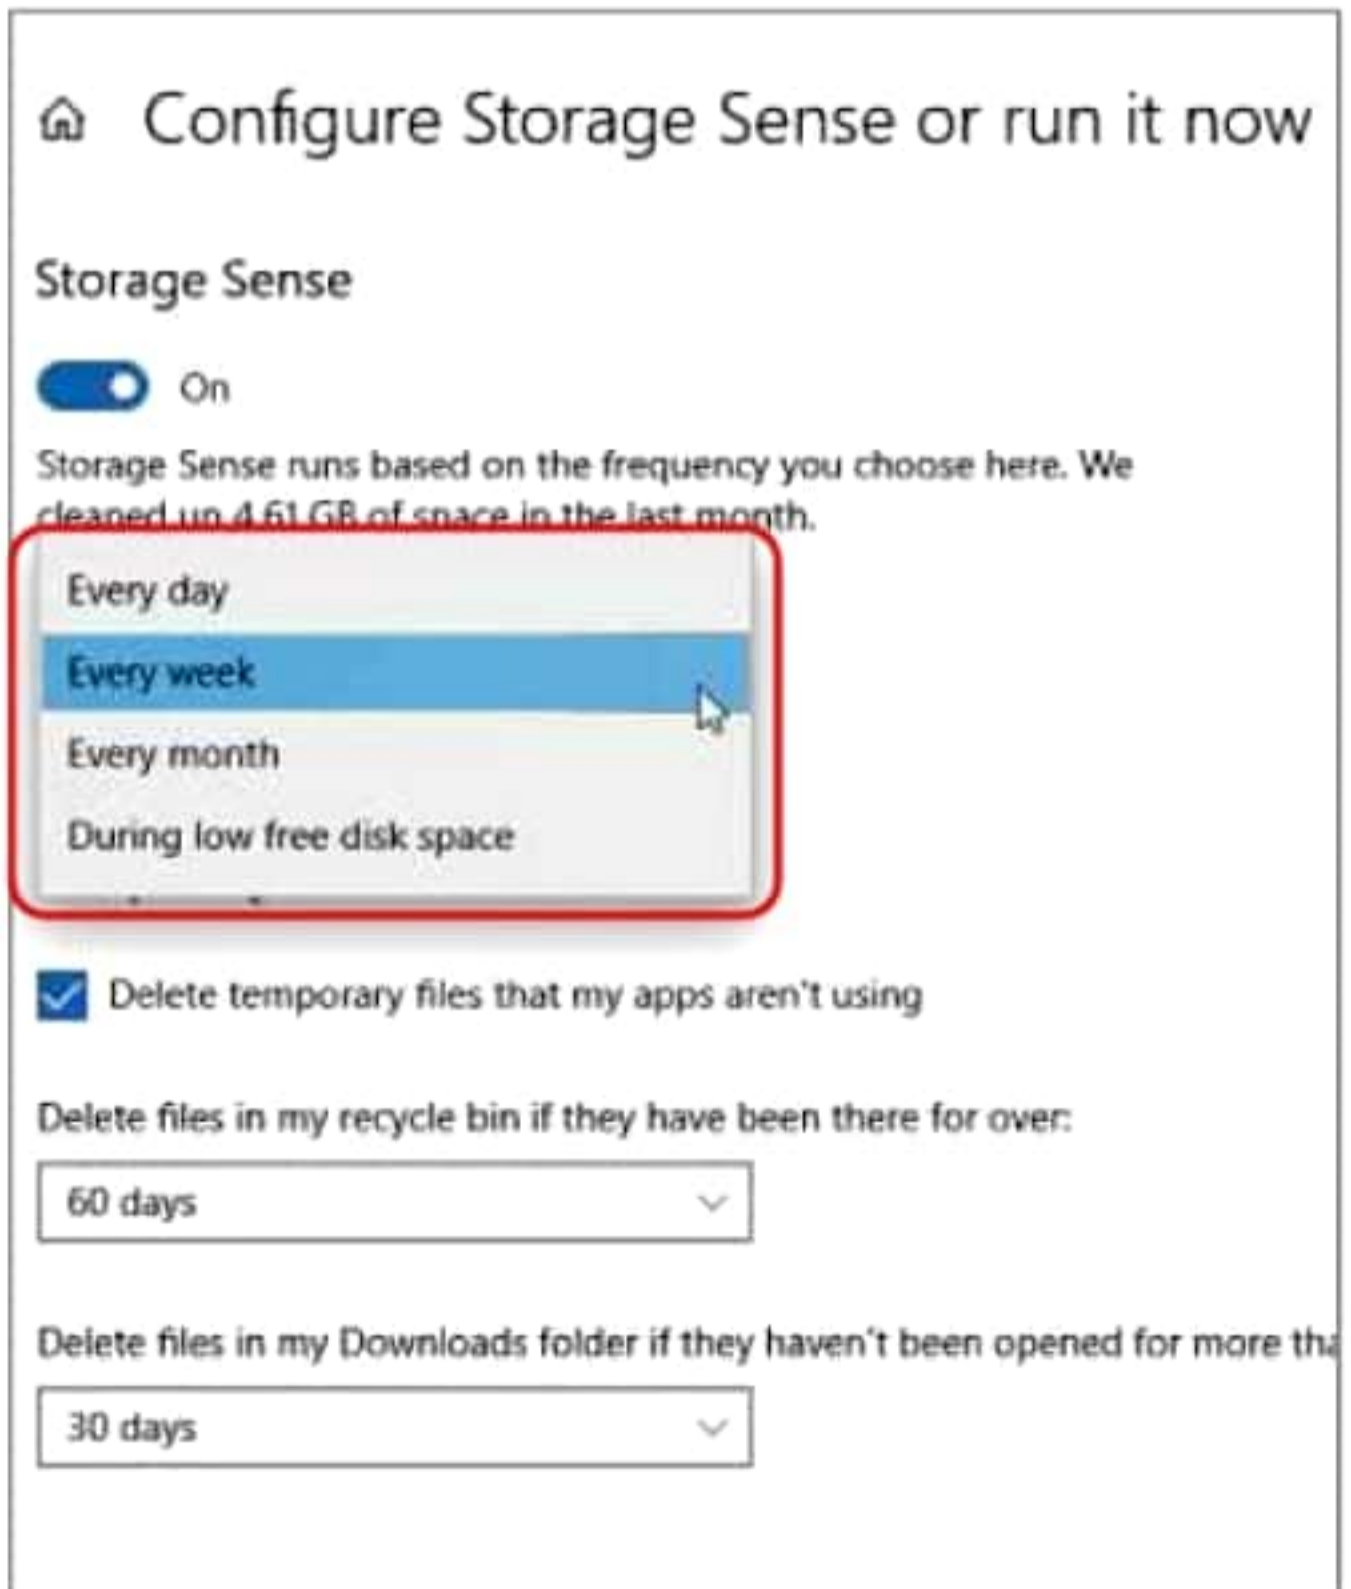 Configure Storage Sense or run it now
Storage Sense
On
Storage Sense runs based on the frequency you choose here. We
cleaned up 4.61 GB of space in the last month.
Every day
Every week
Every month
During low free disk space
Delete temporary files that my apps aren't using
Delete files in my recycle bin if they have been there for over:
60 days
Delete files in my Downloads folder if they haven't been opened for more
30 days